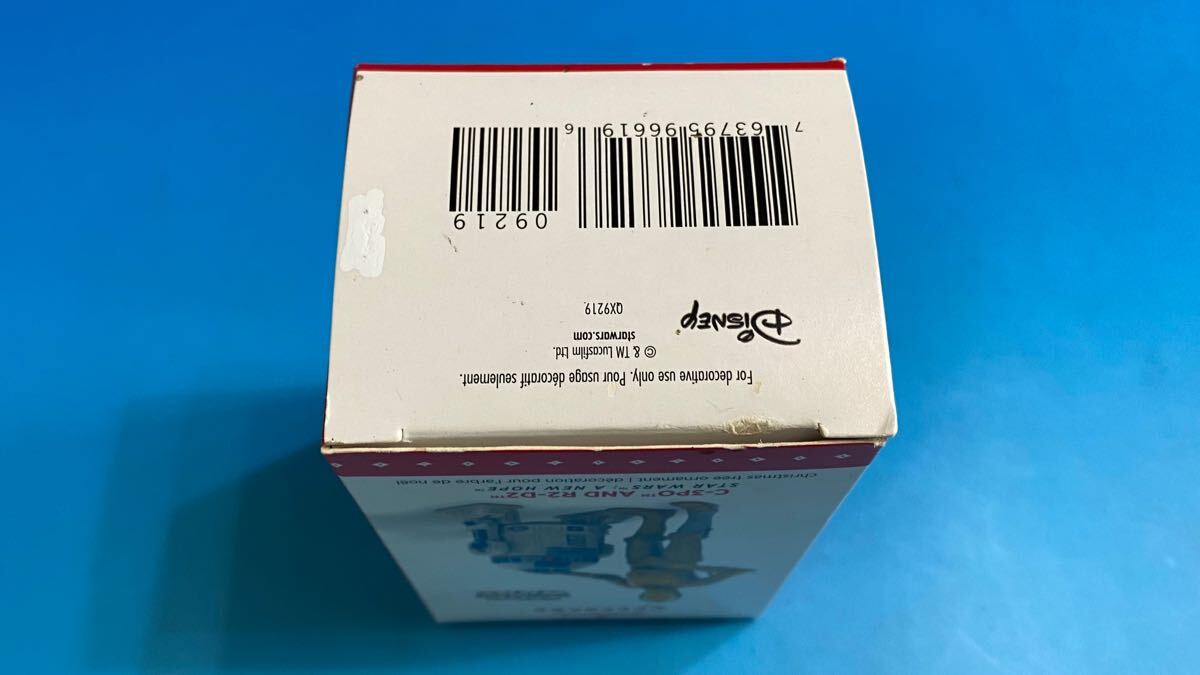 C-3PO™ AND R2-D2™
STAR WARS™: A NEW HOPE™
christmas tree ornament | décoration pour l'arbre de noël
For decorative use only. Pour usage décoratif seulement.
© & TM Lucasfilm Ltd.
starwars.com
Disney
QX9219
09219
7 63795 96619 6